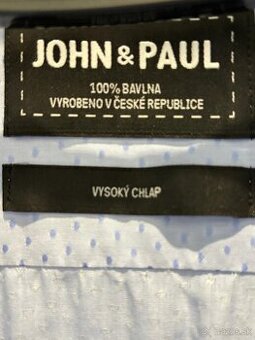 JOHN & PAUL
100% BAVLNA
VYROBENO V ČESKÉ REPUBLICE
VYSOKÝ CHLAP